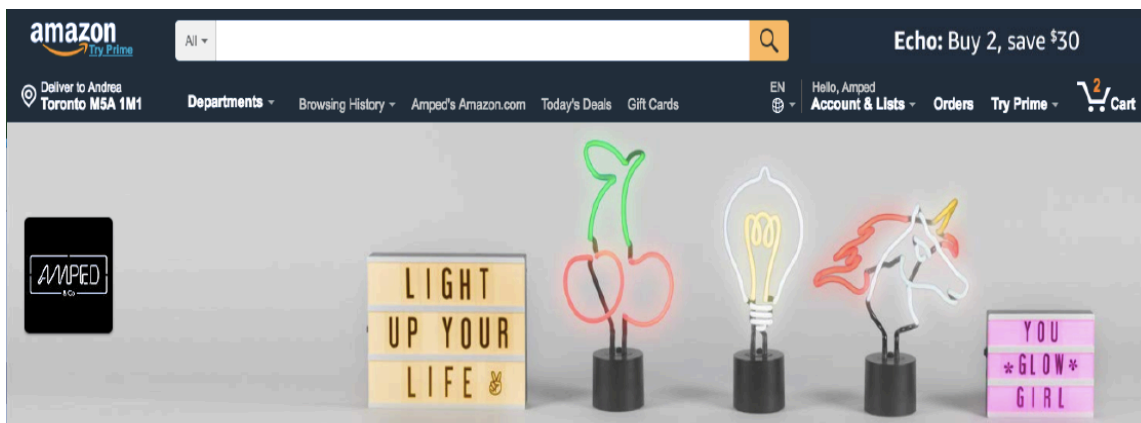 amazon
Try Prime
All
Echo: Buy 2, save $30
Deliver to Andrea
Toronto M5A 1M1
Departments
Browsing History
Amped's Amazon.com
Today's Deals
Gift Cards
EN
Hello, Amped
Account & Lists
Orders
Try Prime
2
Cart
AMPED
& Co
LIGHT
UP YOUR
LIFE ✌
YOU
*GLOW*
GIRL